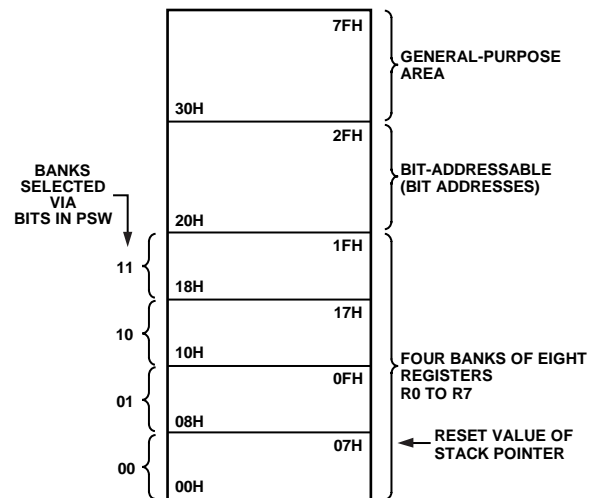 7FH
GENERAL-PURPOSE
AREA
30H
2FH
BIT-ADDRESSABLE
(BIT ADDRESSES)
BANKS
SELECTED
VIA
BITS IN PSW
20H
1FH
11
18H
17H
10
10H
FOUR BANKS OF EIGHT
REGISTERS
R0 TO R7
0FH
01
08H
07H
RESET VALUE OF
STACK POINTER
00
00H